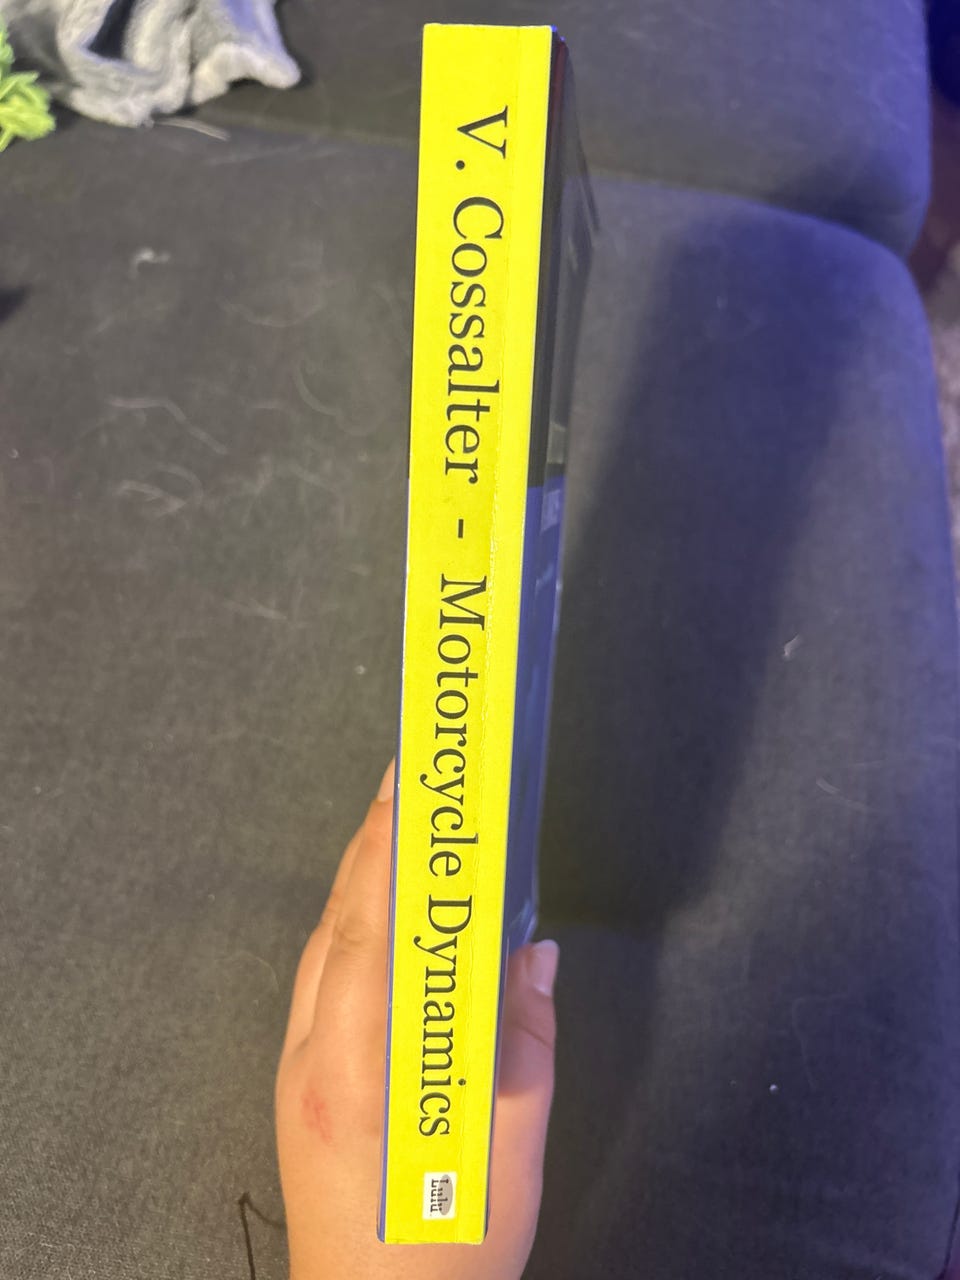 V. Cossalter - Motorcycle Dynamics
Lulu